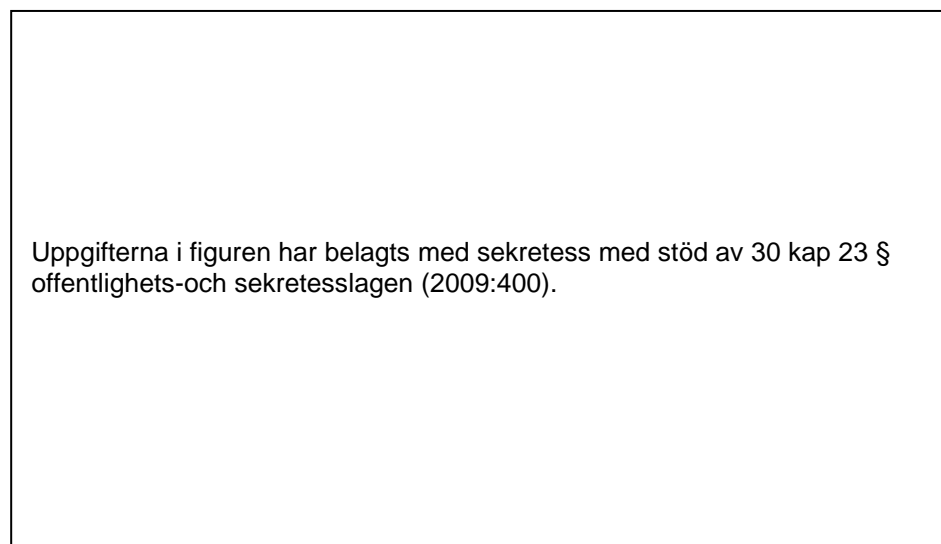 Uppgifterna i figuren har belagts med sekretess med stöd av 30 kap 23 §
offentlighets-och sekretesslagen (2009:400).